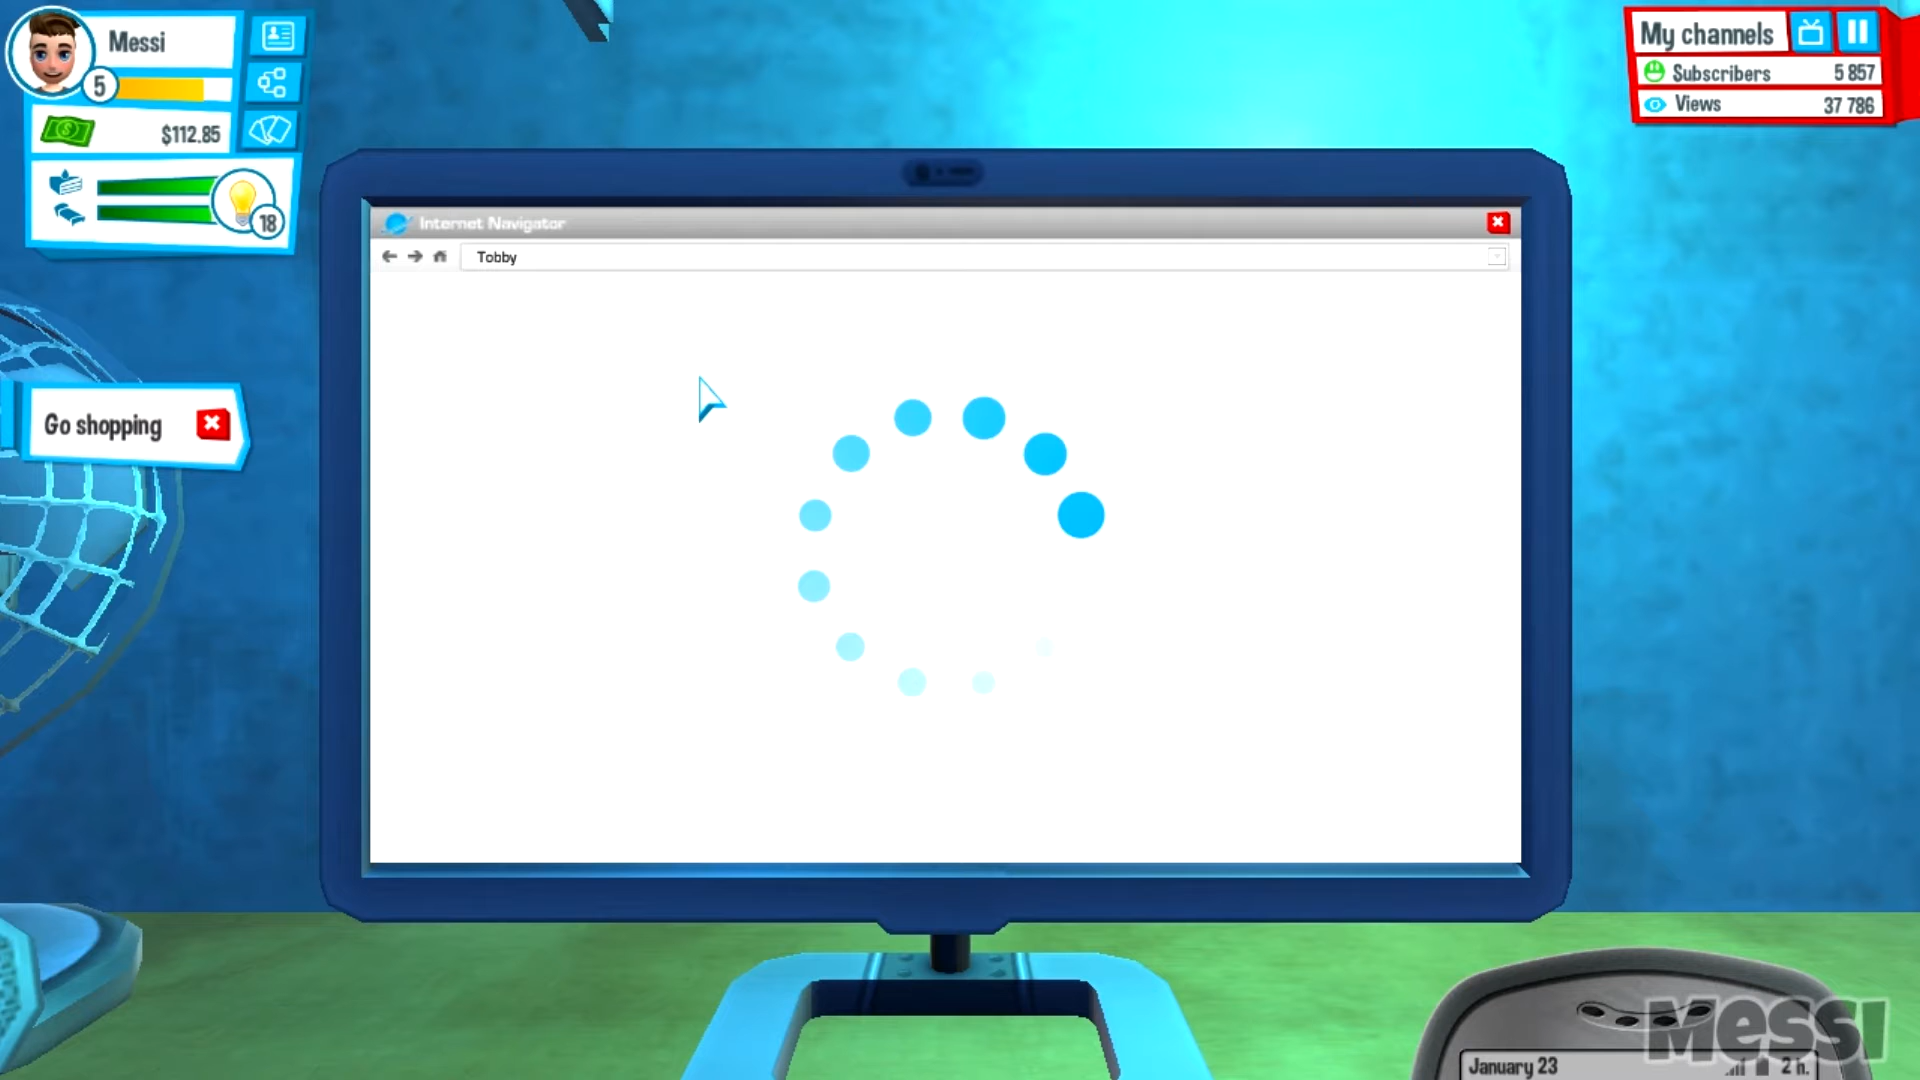 Messi
5
$112.85
18
My channels
Subscribers 5 857
Views 37 786
Internet Navigator
Tobby
Go shopping
Messi
January 23 2 h.